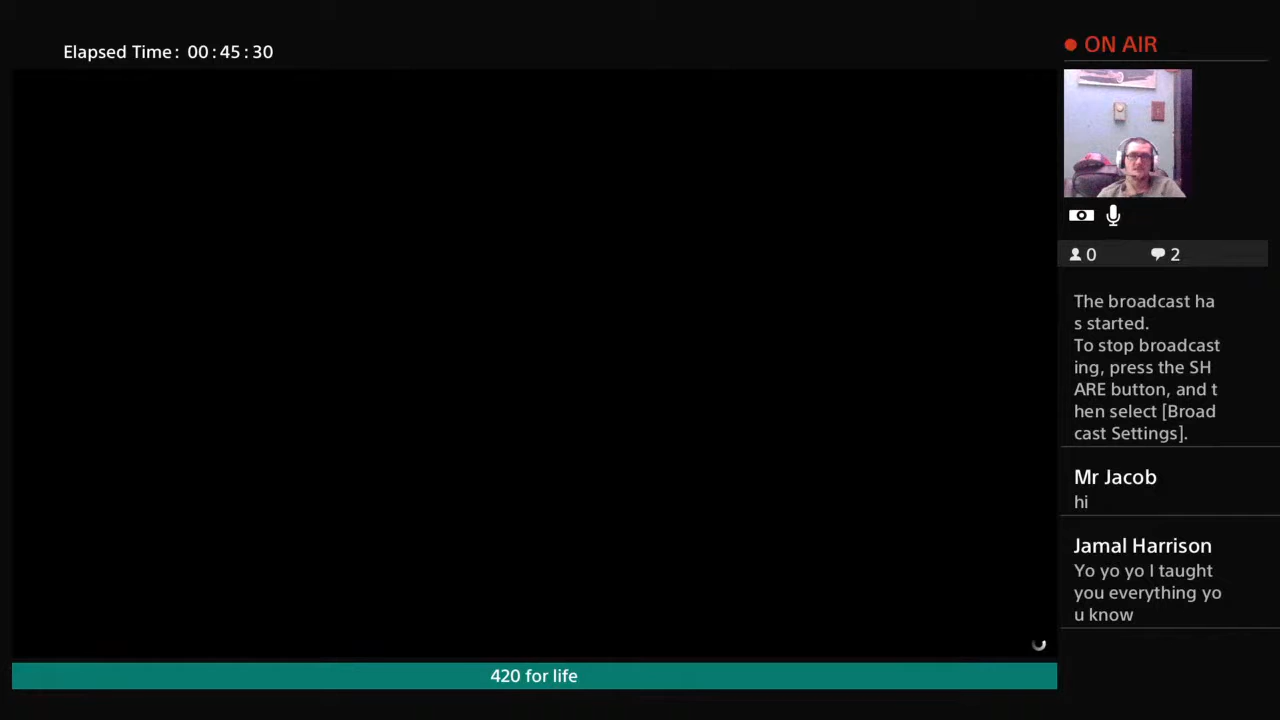 Elapsed Time: 00:45:30
ON AIR
0 2
The broadcast ha
s started.
To stop broadcast
ing, press the SH
ARE button, and t
hen select [Broad
cast Settings].
Mr Jacob
hi
Jamal Harrison
Yo yo yo I taught
you everything yo
u know
420 for life